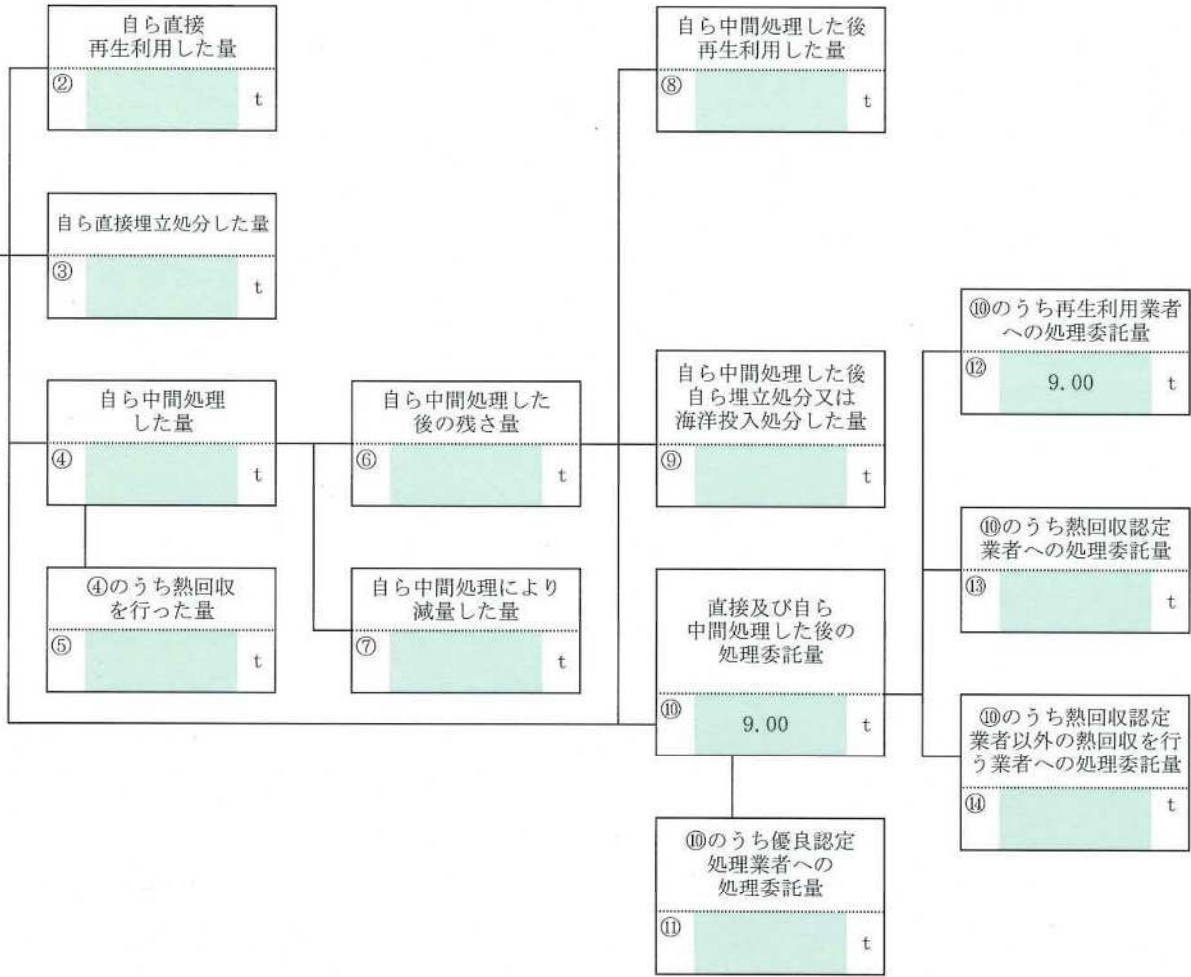 自ら直接
再生利用した量
②
t
自ら中間処理した後
再生利用した量
⑧
t
自ら直接埋立処分した量
③
t
⑩のうち再生利用業者
への処理委託量
⑫
9.00
t
自ら中間処理
した量
④
t
自ら中間処理した
後の残さ量
⑥
t
自ら中間処理した後
自ら埋立処分又は
海洋投入処分した量
⑨
t
⑩のうち熱回収認定
業者への処理委託量
⑬
t
④のうち熱回収
を行った量
⑤
t
自ら中間処理により
減量した量
⑦
t
直接及び自ら
中間処理した後の
処理委託量
⑩
9.00
t
⑩のうち熱回収認定
業者以外の熱回収を行
う業者への処理委託量
⑭
t
⑩のうち優良認定
処理業者への
処理委託量
⑪
t